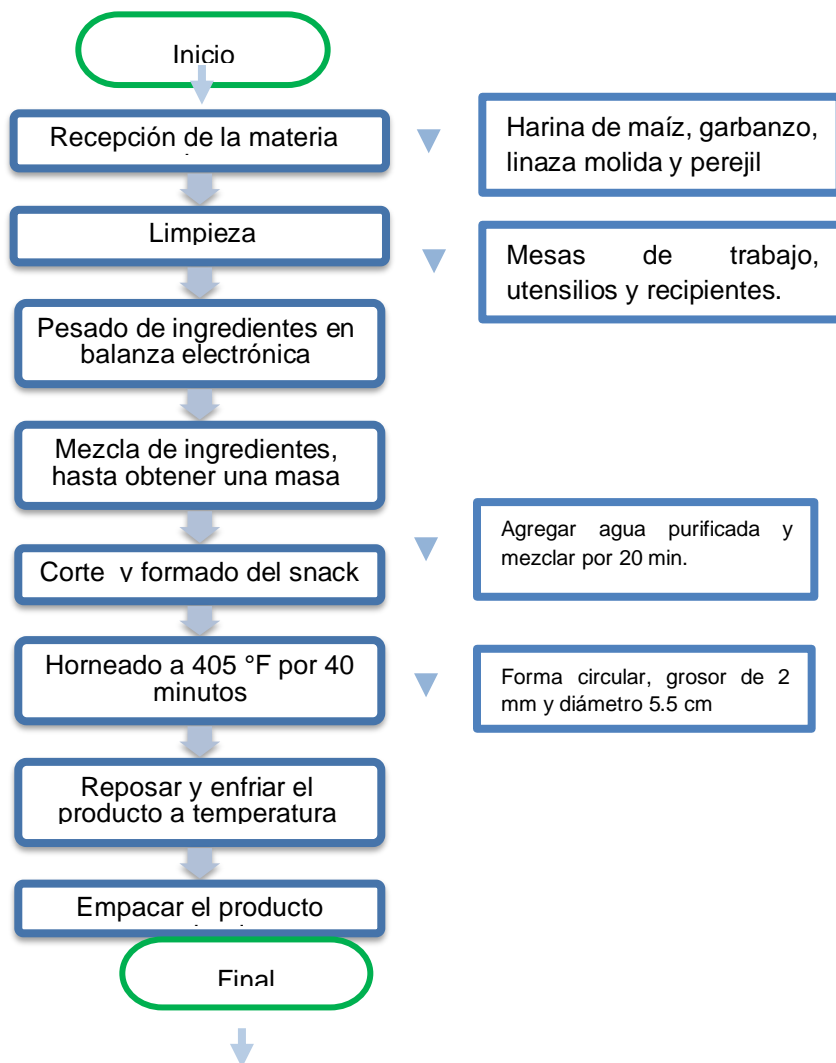 Inicio
Recepción de la materia
Harina de maíz, garbanzo,
linaza molida y perejil
Limpieza
Mesas de trabajo,
utensilios y recipientes.
Pesado de ingredientes en
balanza electrónica
Mezcla de ingredientes,
hasta obtener una masa
Agregar agua purificada y
mezclar por 20 min.
Corte y formado del snack
Horneado a 405 °F por 40
minutos
Forma circular, grosor de 2
mm y diámetro 5.5 cm
Reposar y enfriar el
producto a temperatura
Empacar el producto
Final